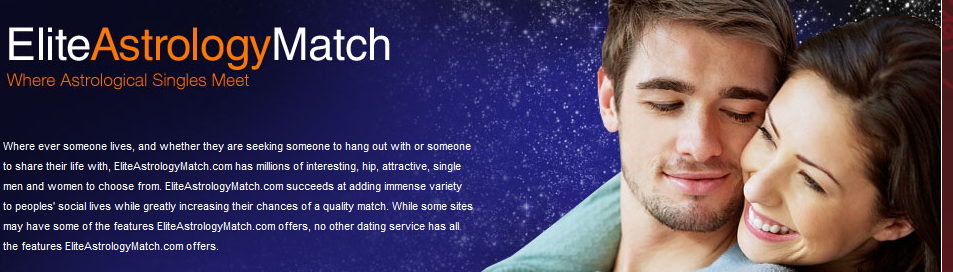 EliteAstrologyMatch
Where Astrological Singles Meet
Where ever someone lives, and whether they are seeking someone to hang out with or someone
to share their life with, EliteAstrologyMatch.com has millions of interesting, hip, attractive, single
men and women to choose from. EliteAstrologyMatch.com succeeds at adding immense variety
to peoples' social lives while greatly increasing their chances of a quality match. While some sites
may have some of the features EliteAstrologyMatch.com offers, no other dating service has all
the features EliteAstrologyMatch.com offers.